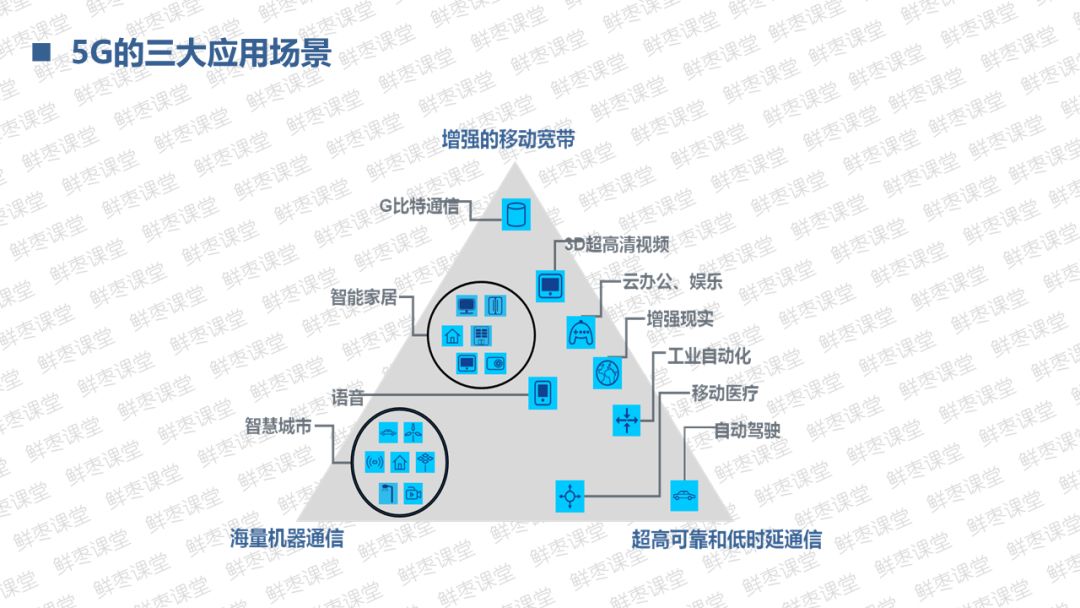 5G的三大应用场景
增强的移动宽带
G比特通信
3D超高清视频
云办公、娱乐
智能家居
增强现实
工业自动化
语音
移动医疗
智慧城市
自动驾驶
海量机器通信
超高可靠和低时延通信
鲜枣课堂